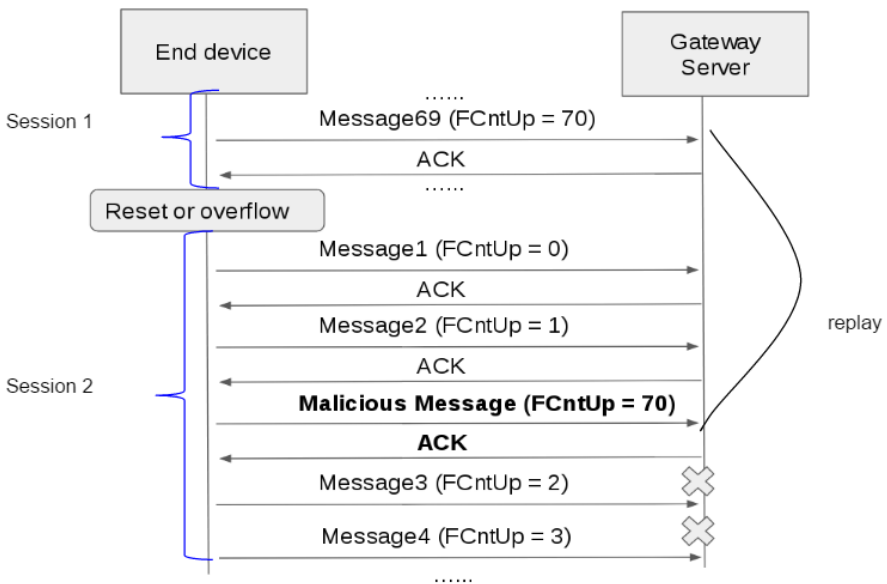 End device
Gateway
Server
......
Session 1
Message69 (FCntUp = 70)
ACK
......
Reset or overflow
Message1 (FCntUp = 0)
ACK
Message2 (FCntUp = 1)
replay
ACK
Session 2
Malicious Message (FCntUp = 70)
ACK
Message3 (FCntUp = 2)
Message4 (FCntUp = 3)
......